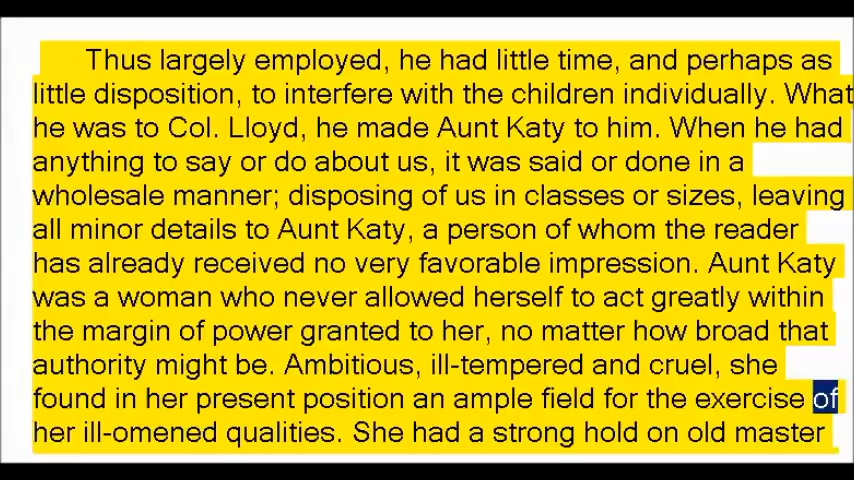 Thus largely employed, he had little time, and perhaps as
little disposition, to interfere with the children individually. What
he was to Col. Lloyd, he made Aunt Katy to him. When he had
anything to say or do about us, it was said or done in a
wholesale manner; disposing of us in classes or sizes, leaving
all minor details to Aunt Katy, a person of whom the reader
has already received no very favorable impression. Aunt Katy
was a woman who never allowed herself to act greatly within
the margin of power granted to her, no matter how broad that
authority might be. Ambitious, ill-tempered and cruel, she
found in her present position an ample field for the exercise of
her ill-omened qualities. She had a strong hold on old master